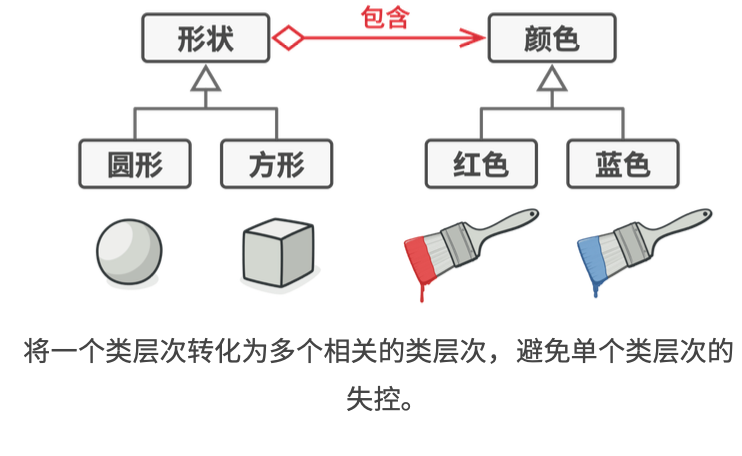 包含
形状
颜色
圆形
方形
红色
蓝色
将一个类层次转化为多个相关的类层次，避免单个类层次的
失控。